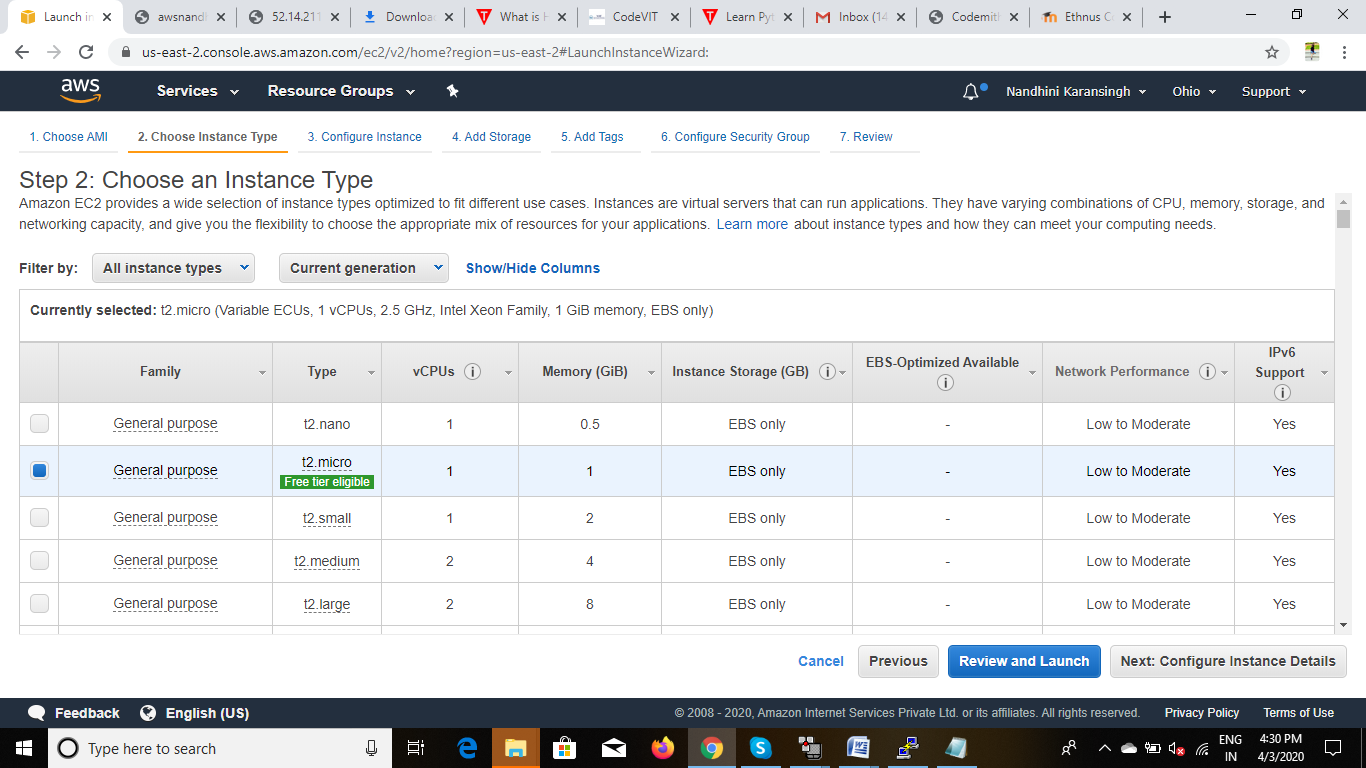 Launch in
awsnandh
52.14.211
Downloa
What is H
CodeVIT
Learn Pyt
Inbox (14
Codemith
Ethnus C
us-east-2.console.aws.amazon.com/ec2/v2/home?region=us-east-2#LaunchInstanceWizard:
aws Services Resource Groups Nandhini Karansingh Ohio Support
1. Choose AMI 2. Choose Instance Type 3. Configure Instance 4. Add Storage 5. Add Tags 6. Configure Security Group 7. Review
Step 2: Choose an Instance Type
Amazon EC2 provides a wide selection of instance types optimized to fit different use cases. Instances are virtual servers that can run applications. They have varying combinations of CPU, memory, storage, and
networking capacity, and give you the flexibility to choose the appropriate mix of resources for your applications. Learn more about instance types and how they can meet your computing needs.
Filter by: All instance types Current generation Show/Hide Columns
Currently selected: t2.micro (Variable ECUs, 1 vCPUs, 2.5 GHz, Intel Xeon Family, 1 GiB memory, EBS only)
Family Type vCPUs i Memory (GiB) Instance Storage (GB) i EBS-Optimized Available i Network Performance i IPv6 Support i
General purpose t2.nano 1 0.5 EBS only - Low to Moderate Yes
General purpose t2.micro 1 1 EBS only - Low to Moderate Yes
Free tier eligible
General purpose t2.small 1 2 EBS only - Low to Moderate Yes
General purpose t2.medium 2 4 EBS only - Low to Moderate Yes
General purpose t2.large 2 8 EBS only - Low to Moderate Yes
Cancel Previous Review and Launch Next: Configure Instance Details
Feedback English (US) © 2008 - 2020, Amazon Internet Services Private Ltd. or its affiliates. All rights reserved. Privacy Policy Terms of Use
Type here to search
ENG 4:30 PM
IN 4/3/2020